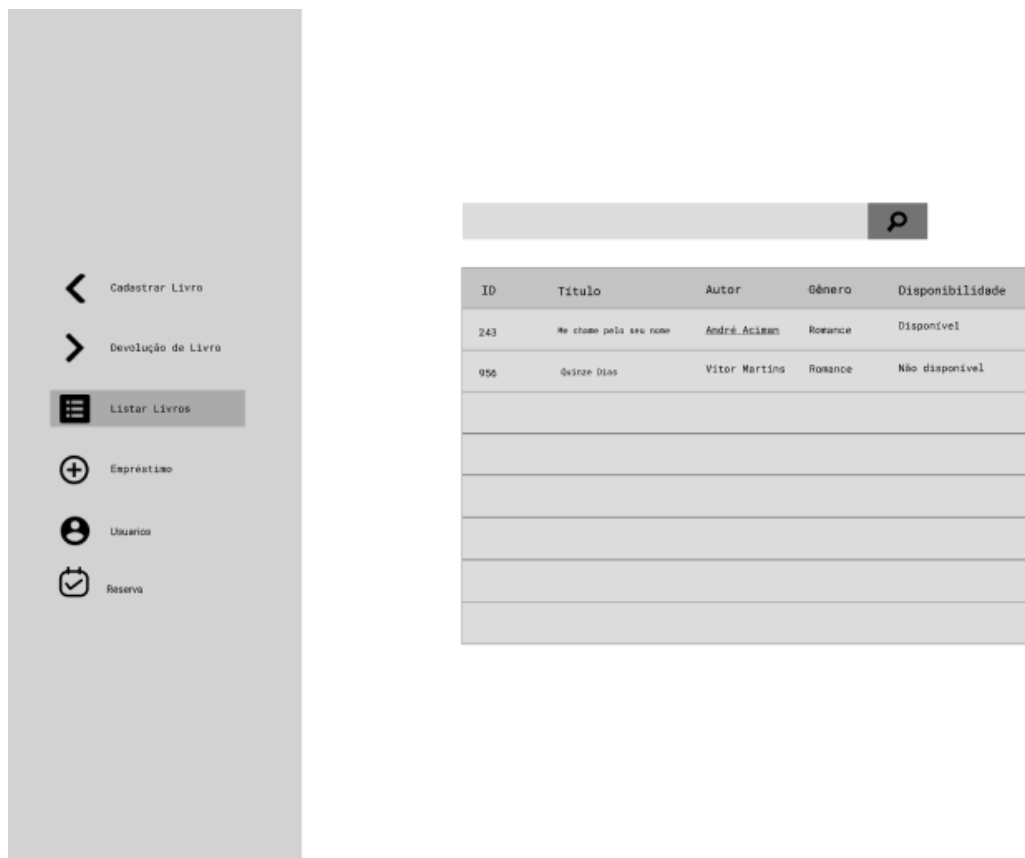 Cadastrar Livro
Devolução de Livro
Listar Livros
Empréstimo
Usuarios
Reserva
ID Título Autor Gênero Disponibilidade
243 Me chame pelo seu nome André Aciman Romance Disponível
956 Quinze Dias Vitor Martins Romance Não disponível